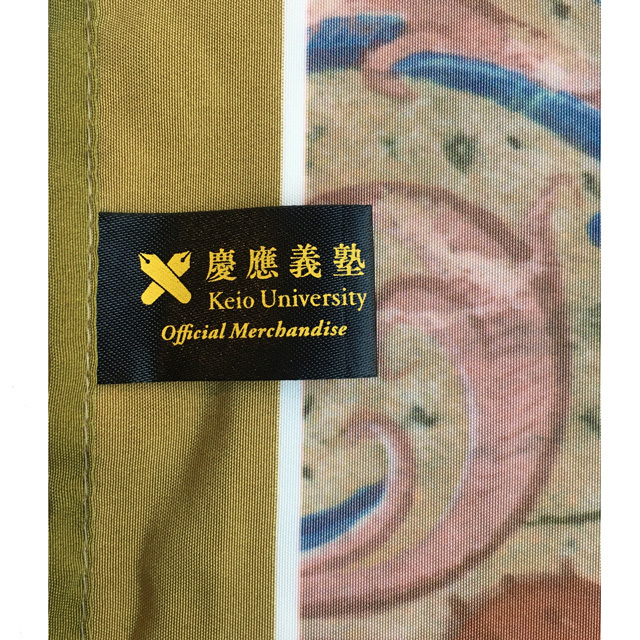 慶應義塾
Keio University
Official Merchandise